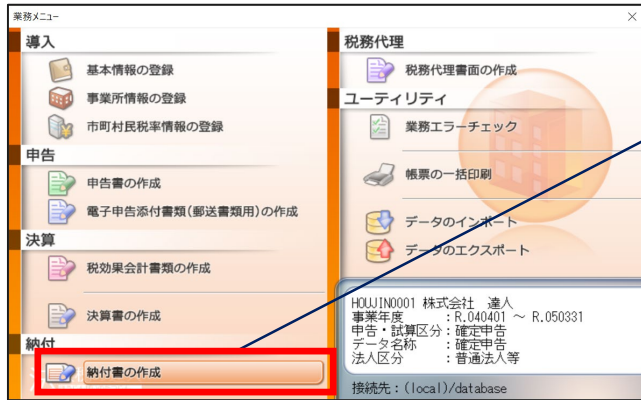 業務メニュー
導入
基本情報の登録
事業所情報の登録
市町村民税率情報の登録
申告
申告書の作成
電子申告添付書類(郵送書類用)の作成
決算
税効果会計書類の作成
決算書の作成
納付
納付書の作成
税務代理
税務代理書面の作成
ユーティリティ
業務エラーチェック
帳票の一括印刷
データのインポート
データのエクスポート
HOUJIN0001 株式会社 達人
事業年度 :R.040401 ~ R.050331
申告・試算区分:確定申告
データ名称 :確定申告
法人区分 :普通法人等
接続先:(local)/database